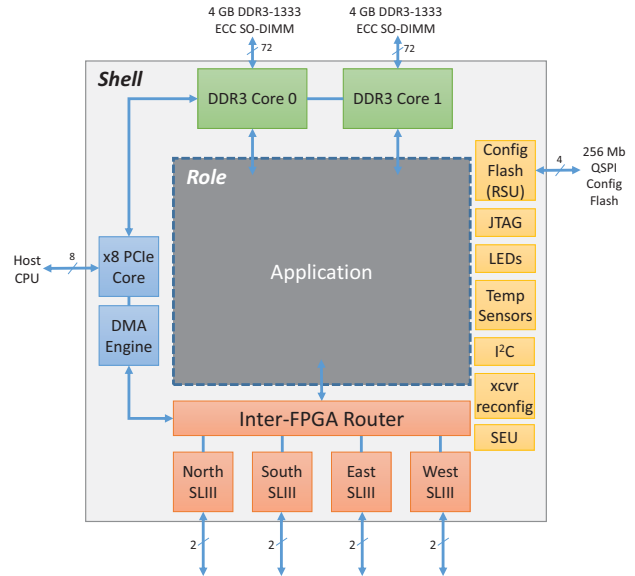 4 GB DDR3-1333
ECC SO-DIMM
4 GB DDR3-1333
ECC SO-DIMM
72
72
Shell
DDR3 Core 0
DDR3 Core 1
Role
Application
Config
Flash
(RSU)
4
256 Mb
QSPI
Config
Flash
JTAG
LEDs
Temp
Sensors
I²C
xcvr
reconfig
SEU
Host
CPU
8
x8 PCIe
Core
DMA
Engine
Inter-FPGA Router
North
SLIII
South
SLIII
East
SLIII
West
SLIII
2
2
2
2